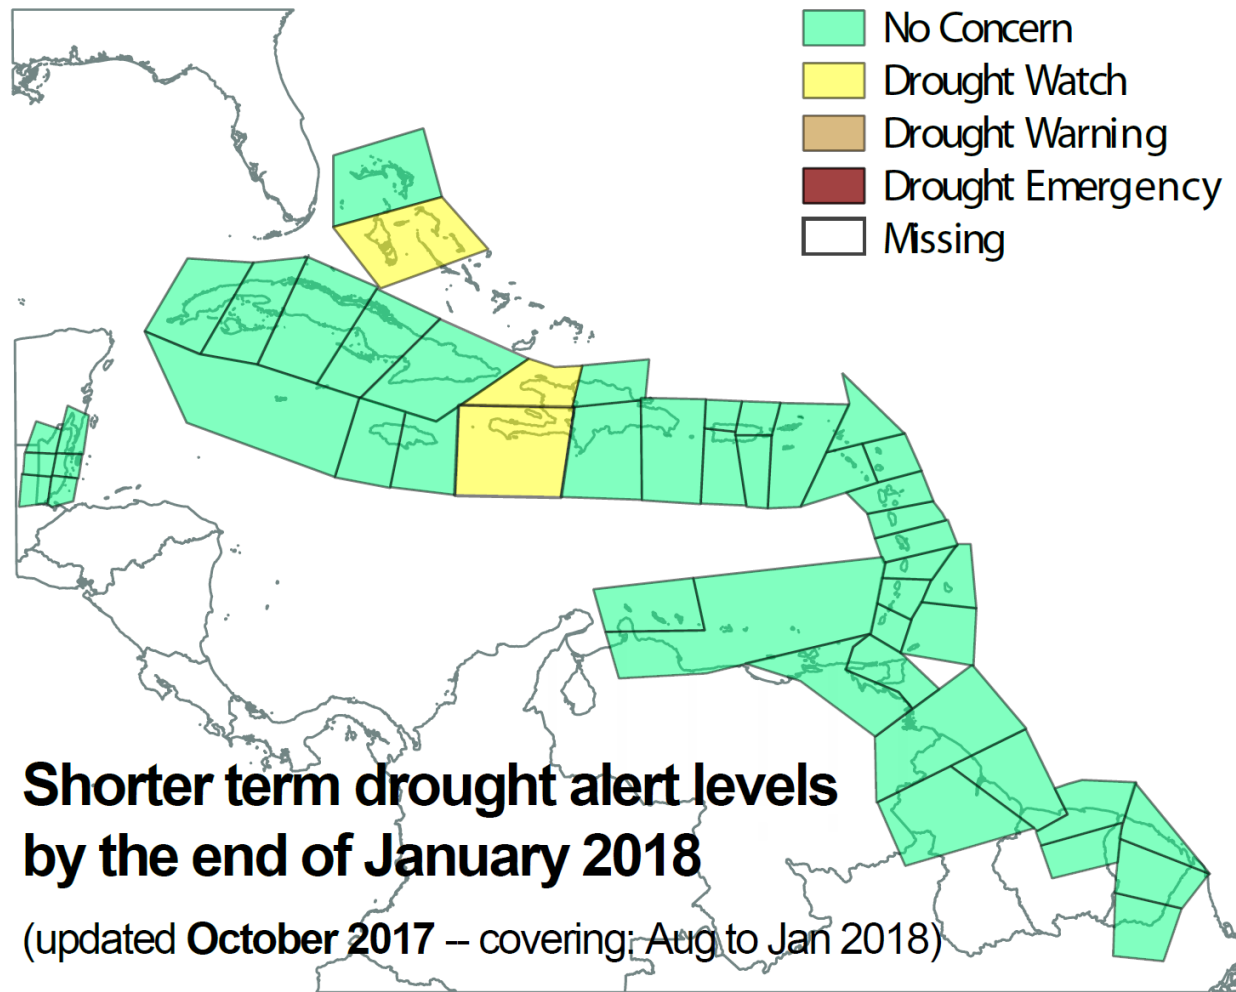 No Concern
Drought Watch
Drought Warning
Drought Emergency
Missing
Shorter term drought alert levels
by the end of January 2018
(updated October 2017 -- covering: Aug to Jan 2018)